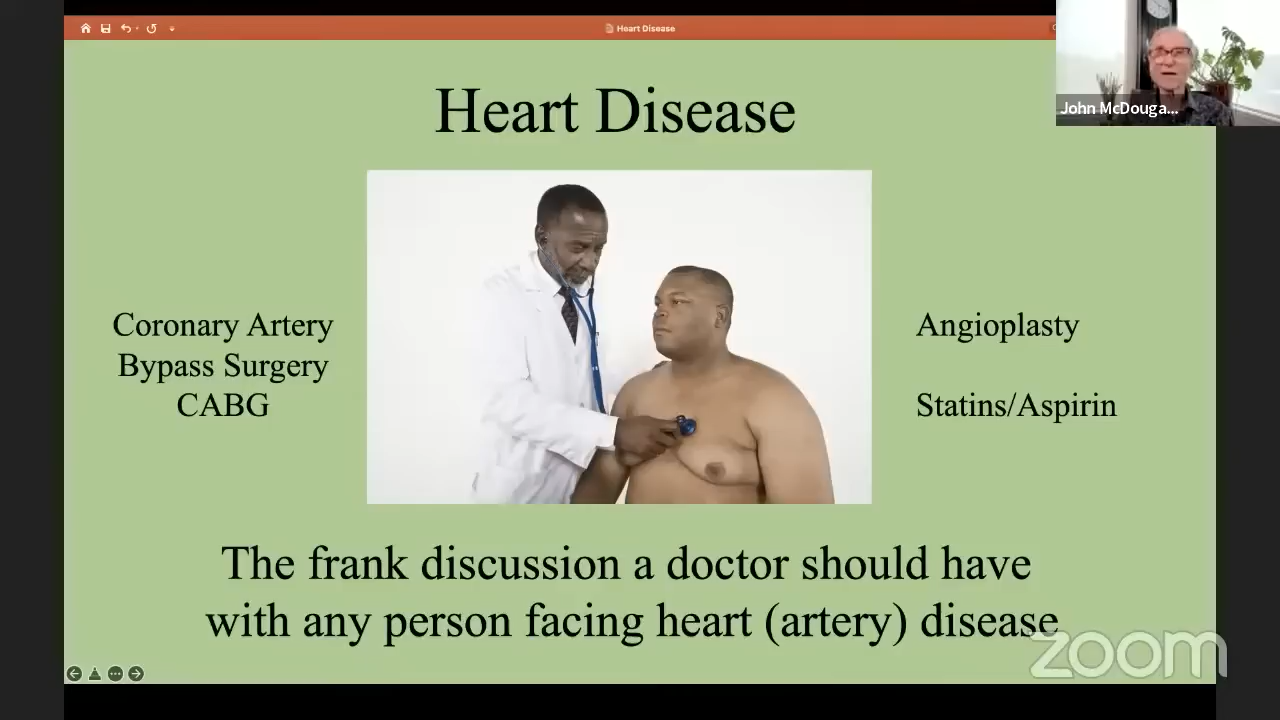 Heart Disease
John McDouga...
Heart Disease
Coronary Artery
Bypass Surgery
CABG
Angioplasty
Statins/Aspirin
The frank discussion a doctor should have
with any person facing heart (artery) disease
zoom